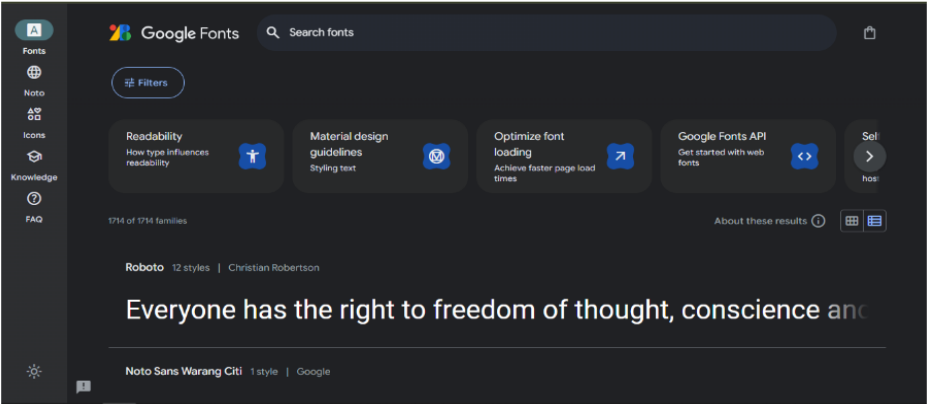 Google Fonts
Search fonts
Fonts
Noto
Icons
Knowledge
FAQ
Filters
Readability
How type influences
readability
Material design
guidelines
Styling text
Optimize font
loading
Achieve faster page load
times
Google Fonts API
Get started with web
fonts
1714 of 1714 families
About these results
Roboto 12 styles | Christian Robertson
Everyone has the right to freedom of thought, conscience and
Noto Sans Warang Citi 1 style | Google